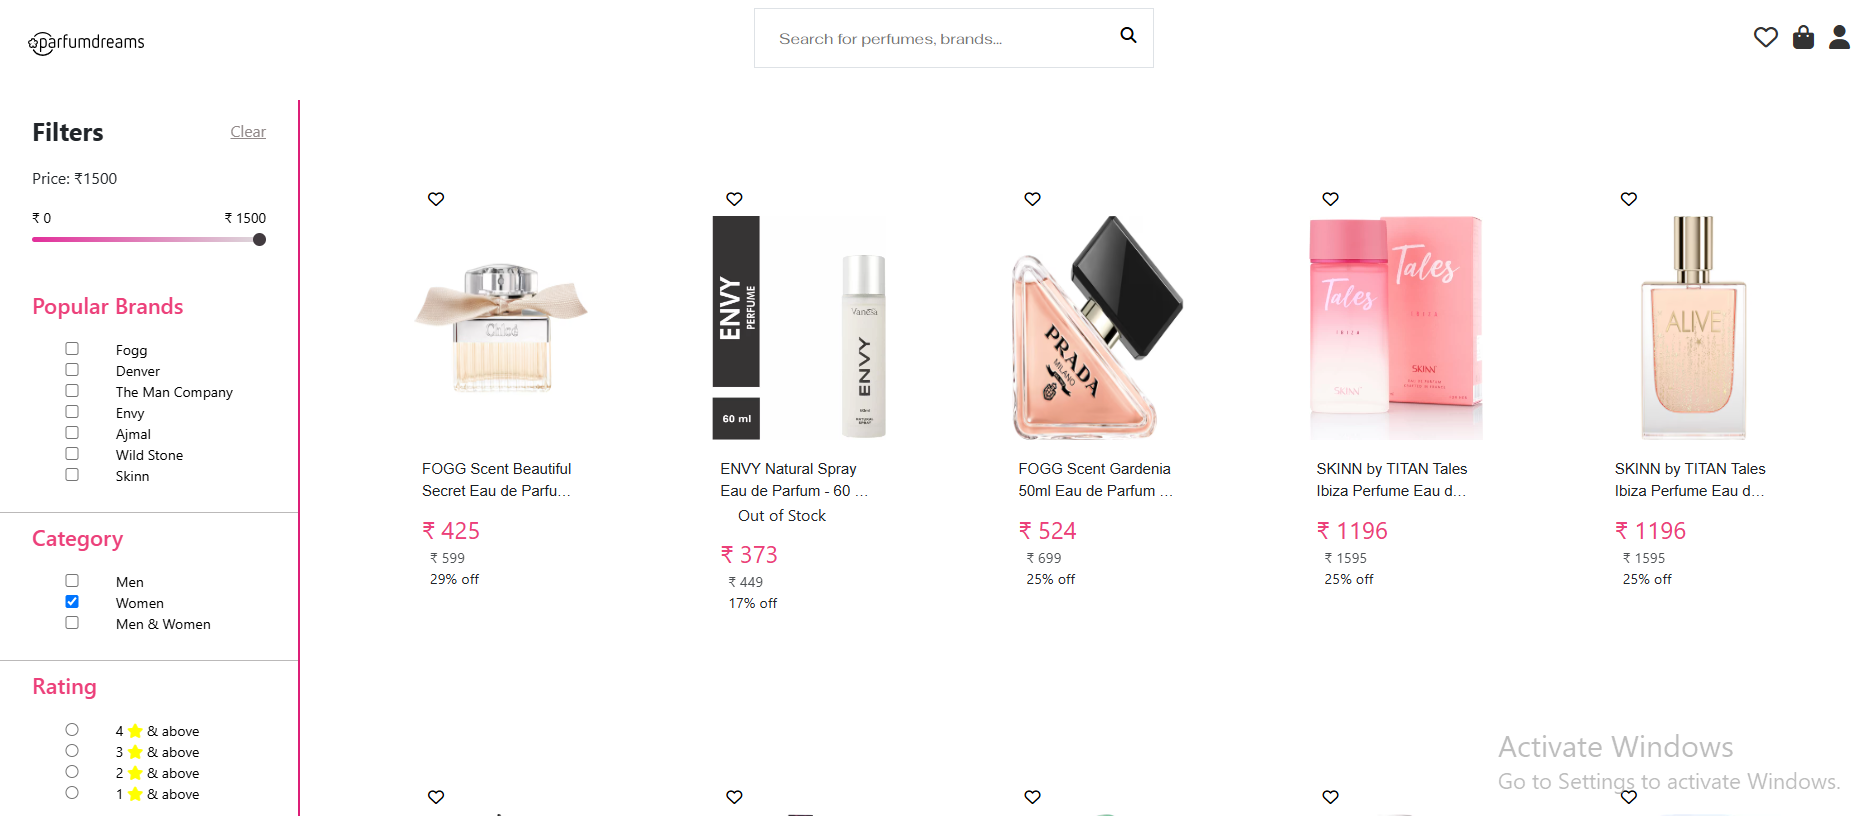 parfumdreams
Search for perfumes, brands...
Filters
Clear
Price: ₹1500
₹ 0
₹ 1500
Popular Brands
Fogg
Denver
The Man Company
Envy
Ajmal
Wild Stone
Skinn
Category
Men
Women
Men & Women
Rating
4 ⭐ & above
3 ⭐ & above
2 ⭐ & above
1 ⭐ & above
Chloé
FOGG Scent Beautiful
Secret Eau de Parfu...
₹ 425
₹ 599
29% off
ENVY
PERFUME
60 ml
Vanesa
ENVY
NATURAL
SPRAY
ENVY Natural Spray
Eau de Parfum - 60 ...
Out of Stock
₹ 373
₹ 449
17% off
PRADA
MILANO
FOGG Scent Gardenia
50ml Eau de Parfum ...
₹ 524
₹ 699
25% off
Tales
IBIZA
SKINN
Tales
IBIZA
SKINN
SKINN by TITAN Tales
Ibiza Perfume Eau d...
₹ 1196
₹ 1595
25% off
ALIVE
SKINN by TITAN Tales
Ibiza Perfume Eau d...
₹ 1196
₹ 1595
25% off
Activate Windows
Go to Settings to activate Windows.